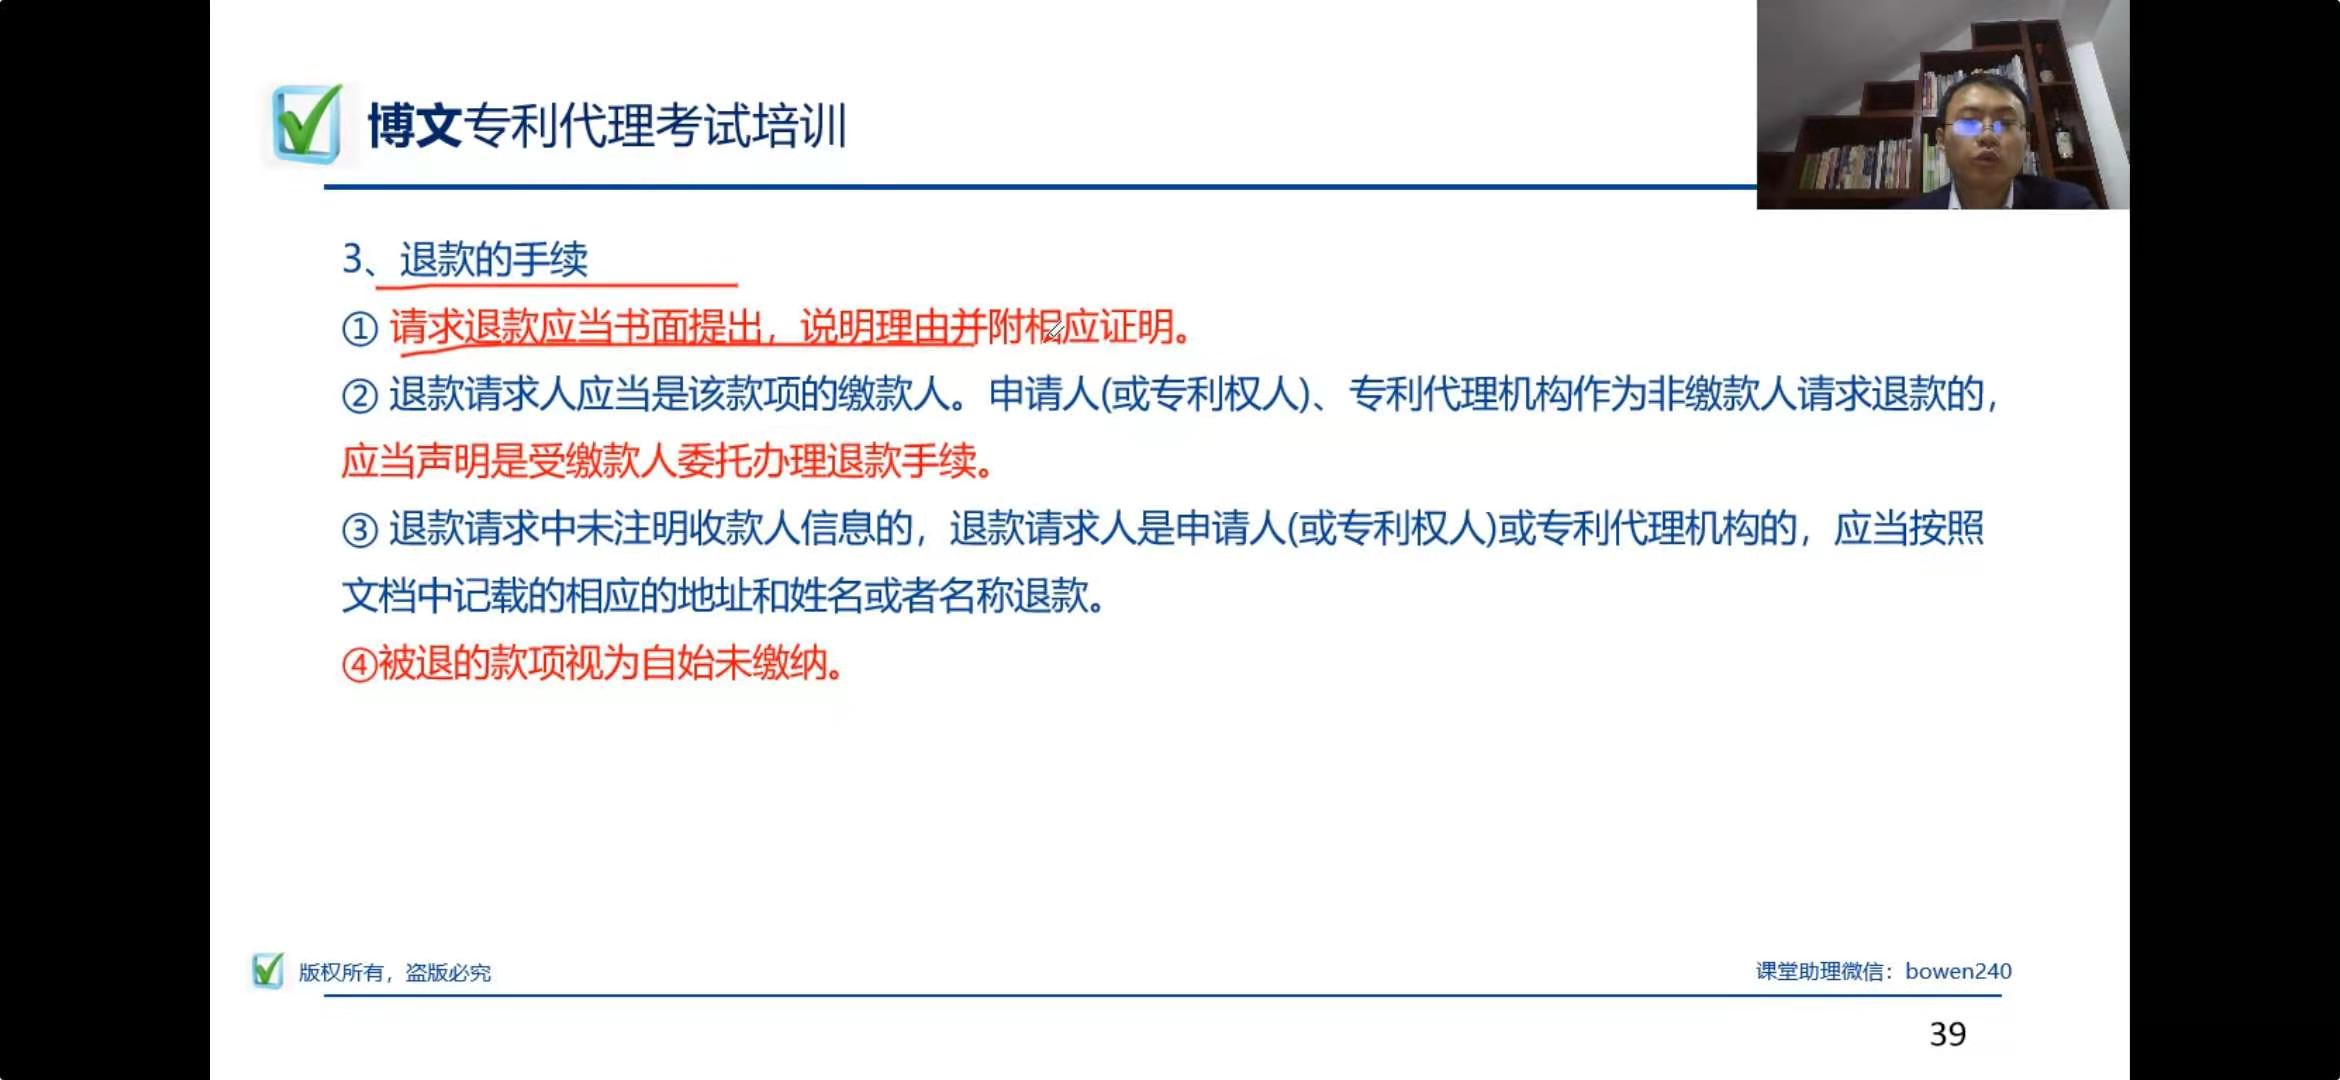 博文专利代理考试培训
3、退款的手续
① 请求退款应当书面提出，说明理由并附相应证明。
② 退款请求人应当是该款项的缴款人。申请人(或专利权人)、专利代理机构作为非缴款人请求退款的，
应当声明是受缴款人委托办理退款手续。
③ 退款请求中未注明收款人信息的，退款请求人是申请人(或专利权人)或专利代理机构的，应当按照
文档中记载的相应的地址和姓名或者名称退款。
④被退的款项视为自始未缴纳。
版权所有，盗版必究
课堂助理微信：bowen240
39